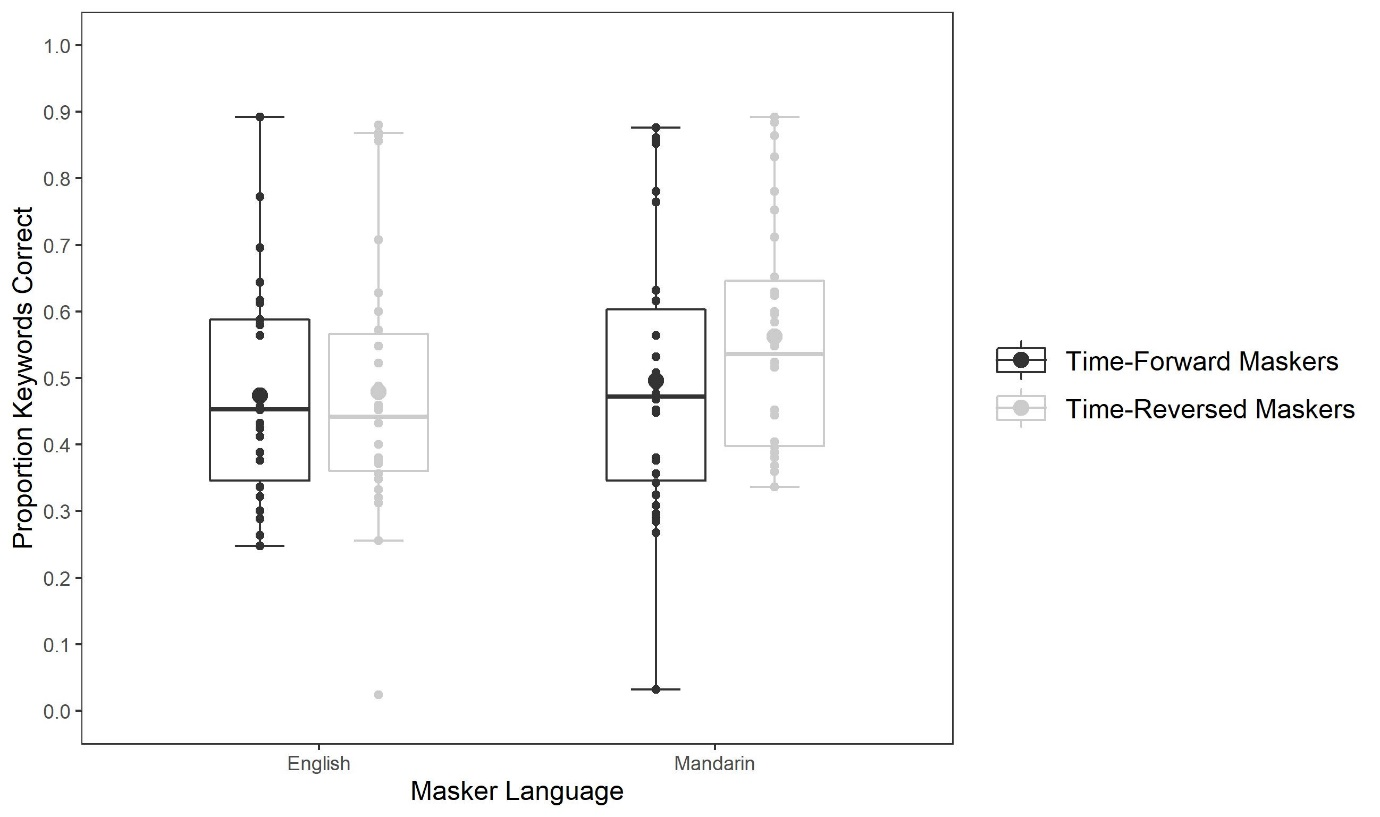 Proportion Keywords Correct
1.0
0.9
0.8
0.7
0.6
0.5
0.4
0.3
0.2
0.1
0.0
English
Mandarin
Masker Language
Time-Forward Maskers
Time-Reversed Maskers